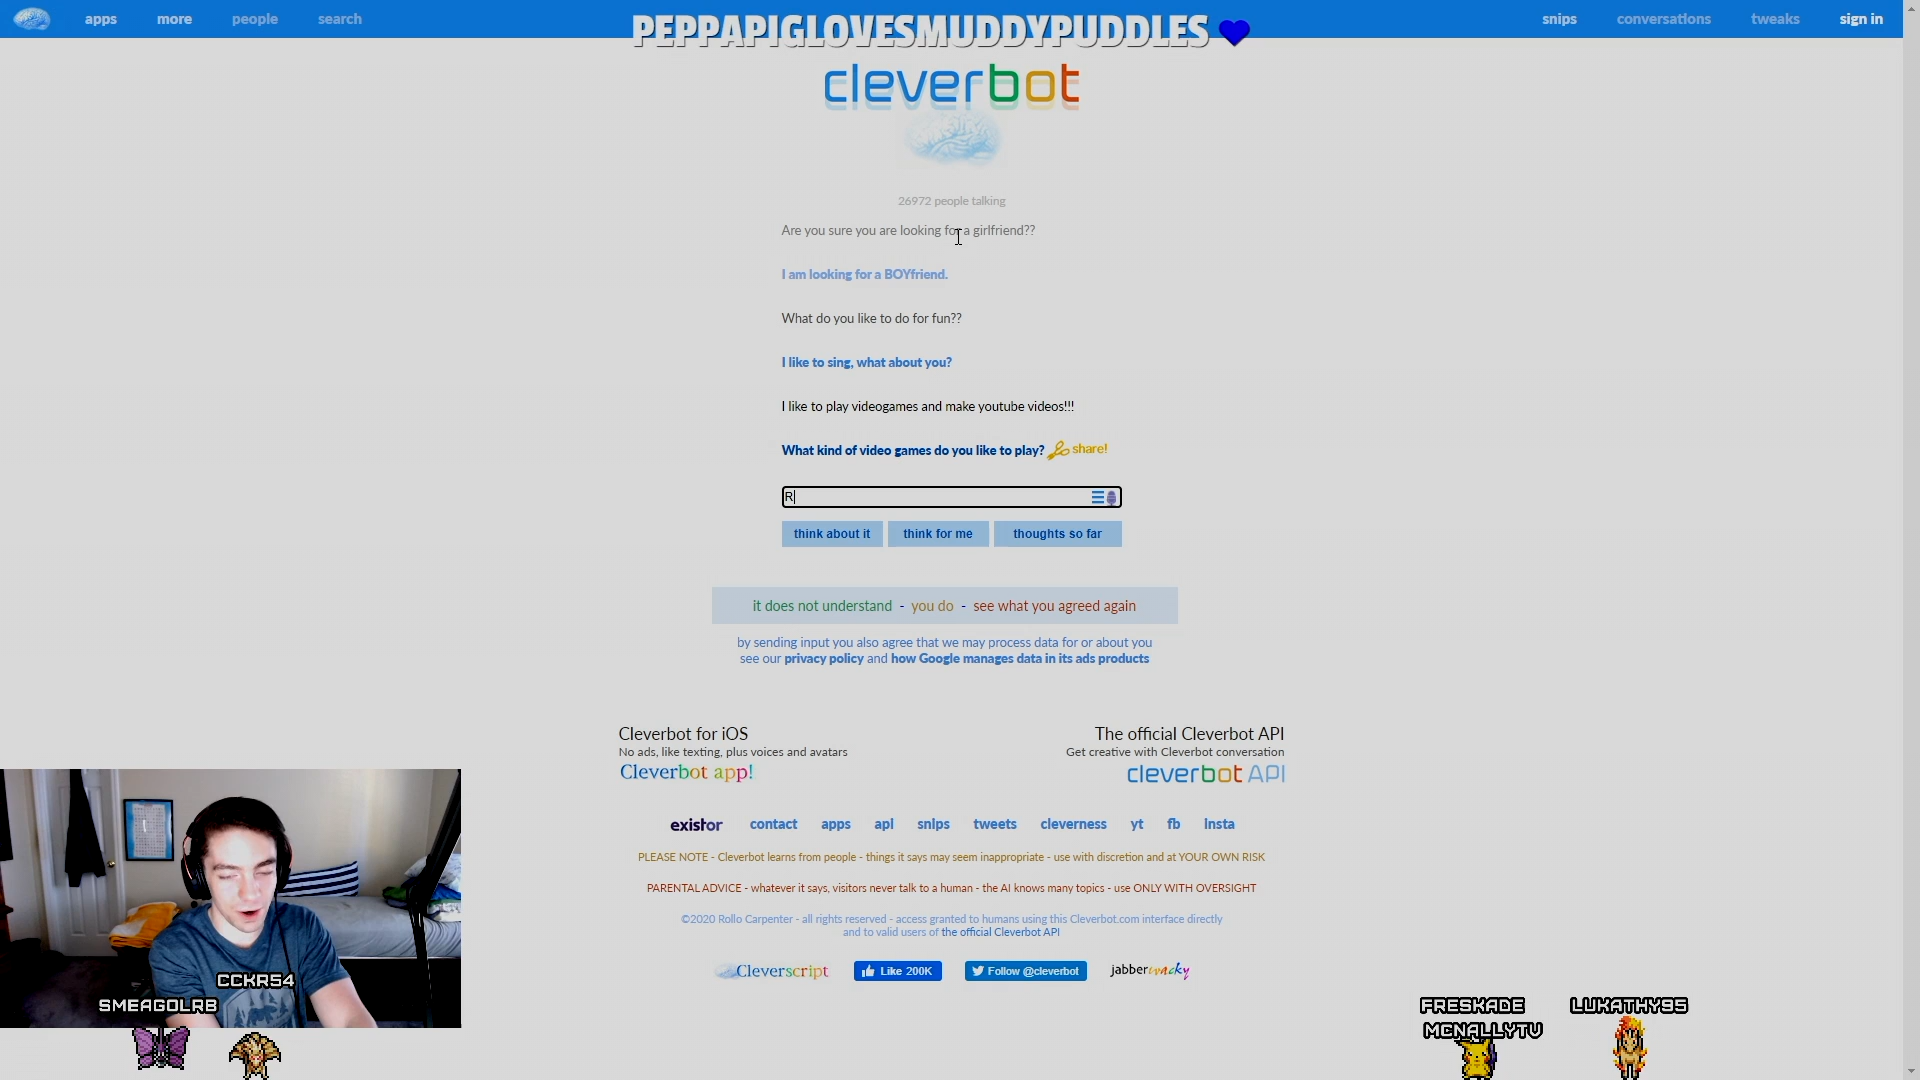 apps more people search
PEPPAPIGLOVESMUDDYPUDDLES
snips conversations tweaks sign in
cleverbot
26972 people talking
Are you sure you are looking for a girlfriend??
I am looking for a BOYfriend.
What do you like to do for fun??
I like to sing, what about you?
I like to play videogames and make youtube videos!!!
What kind of video games do you like to play? share!
R
think about it think for me thoughts so far
it does not understand - you do - see what you agreed again
by sending input you also agree that we may process data for or about you
see our privacy policy and how Google manages data in its ads products
Cleverbot for iOS
No ads, like texting, plus voices and avatars
Cleverbot app!
The official Cleverbot API
Get creative with Cleverbot conversation
cleverbot API
existor contact apps api snips tweets cleverness yt fb insta
PLEASE NOTE - Cleverbot learns from people - things it says may seem inappropriate - use with discretion and at YOUR OWN RISK
PARENTAL ADVICE - whatever it says, visitors never talk to a human - the AI knows many topics - use ONLY WITH OVERSIGHT
©2020 Rollo Carpenter - all rights reserved - access granted to humans using this Cleverbot.com interface directly
and to valid users of the official Cleverbot API
Cleverscript Like 200K Follow @cleverbot jabberwacky
CCKR54
SMEAGOLRB
FRESKADE
MCNALLYTV
LUKATHY95